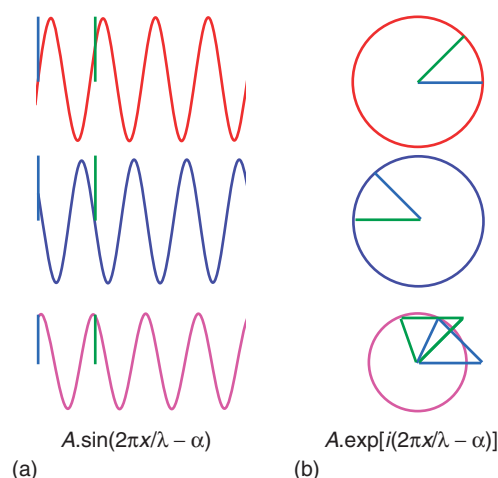 A.sin(2πx/λ – α)
A.exp[i(2πx/λ – α)]
(a)
(b)